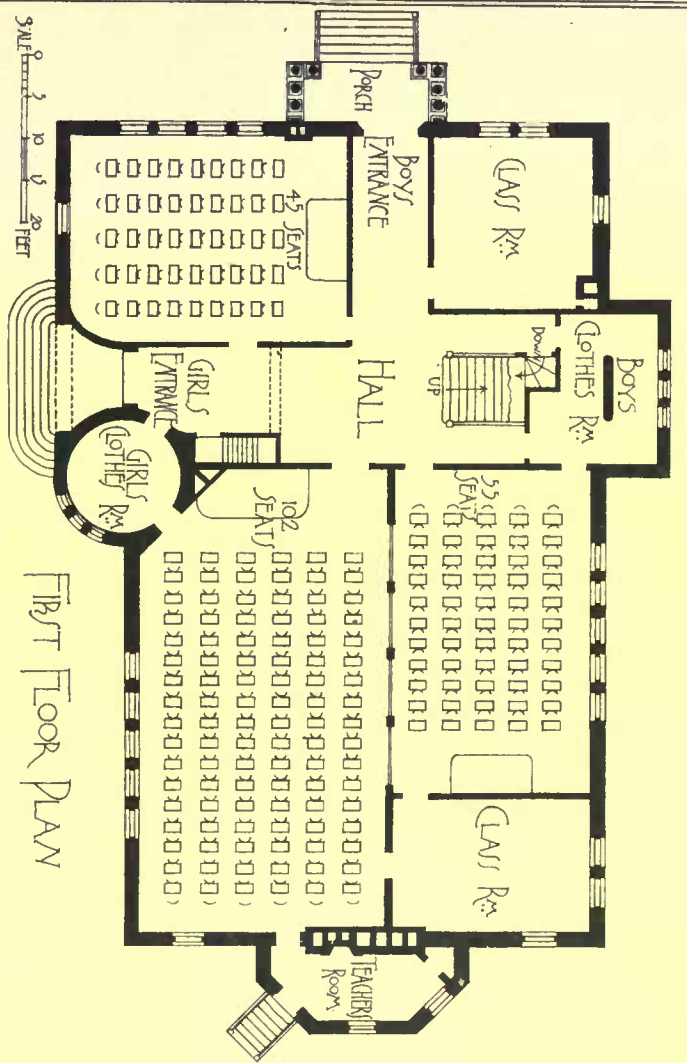 SCALE 0 5 10 15 20 FEET
PORCH
BOYS
ENTRANCE
CLASS RM
45 SEATS
BOYS
CLOTHES RM
DOWN
UP
HALL
GIRLS
ENTRANCE
GIRLS
CLOTHES RM
102
SEATS
55
SEATS
CLASS RM
TEACHERS
ROOM.
FIRST FLOOR PLAN